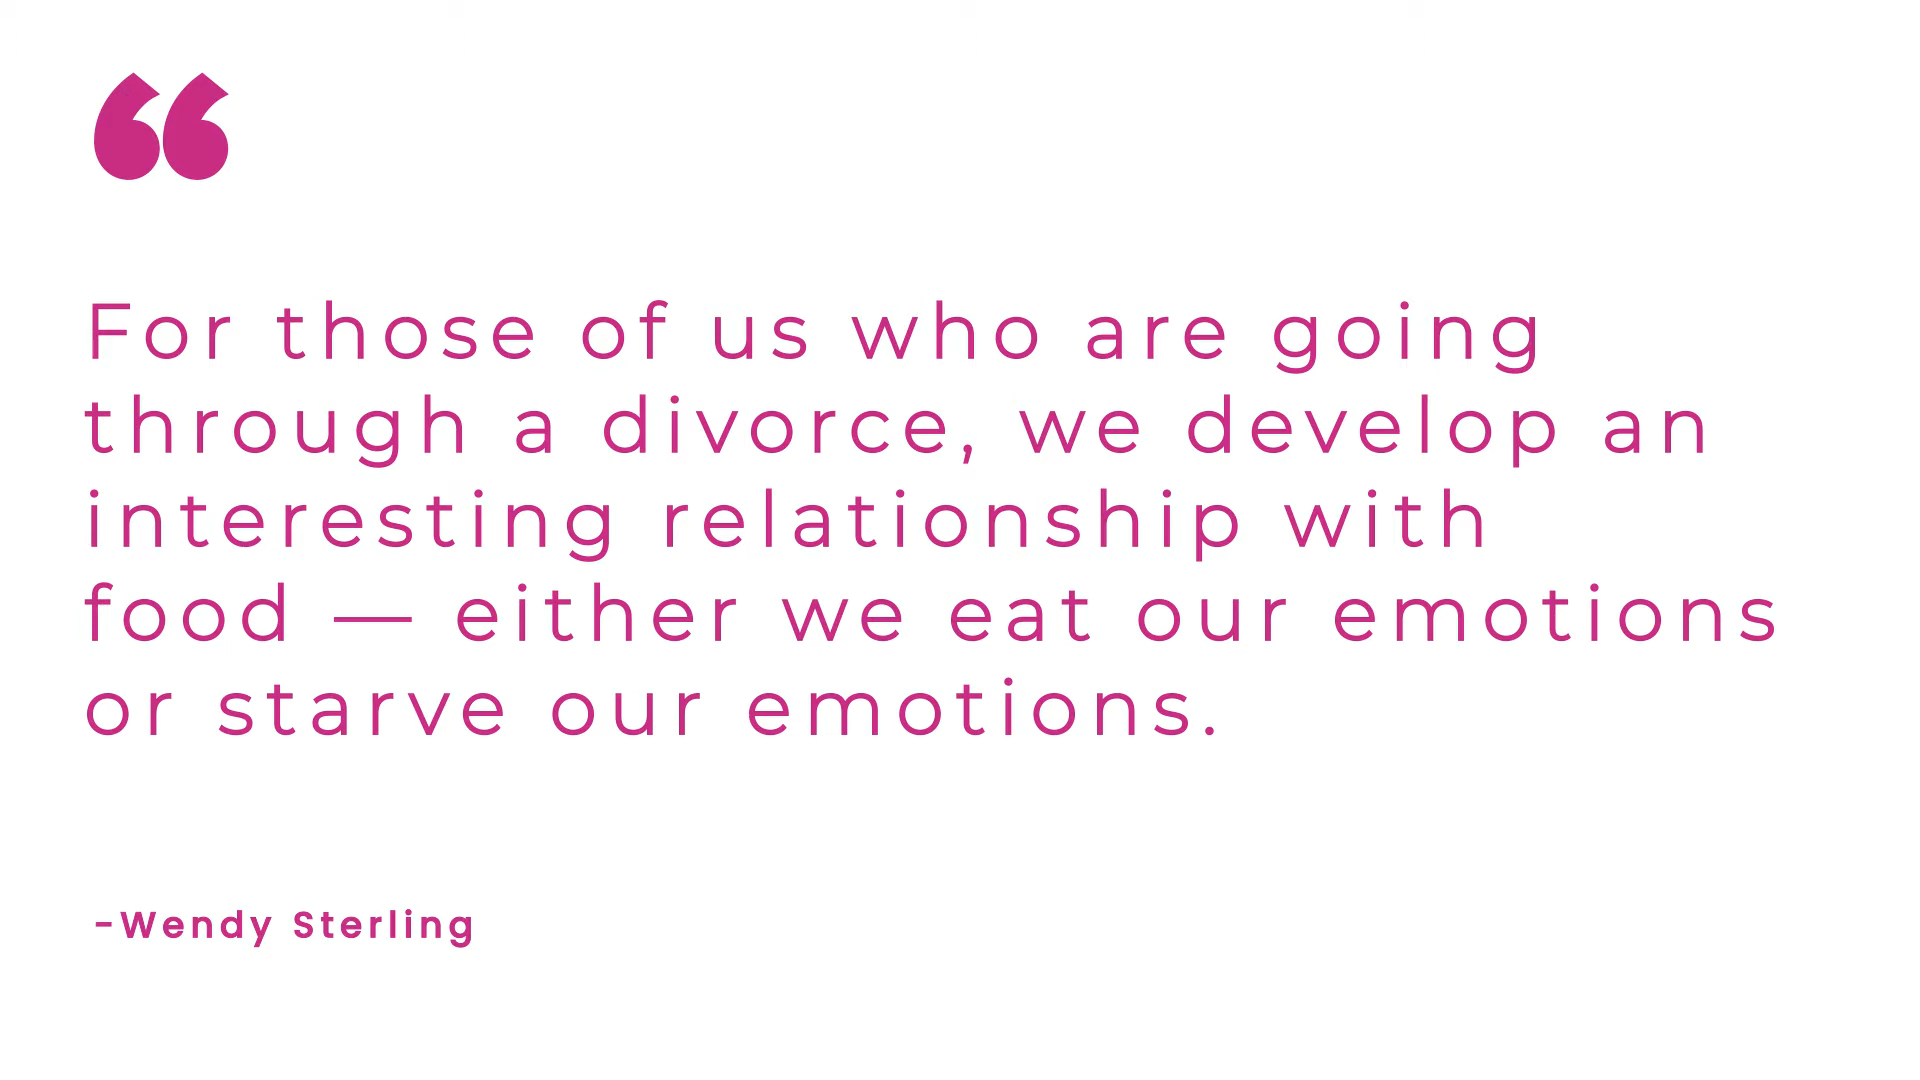 “
For those of us who are going
through a divorce, we develop an
interesting relationship with
food — either we eat our emotions
or starve our emotions.
-Wendy Sterling